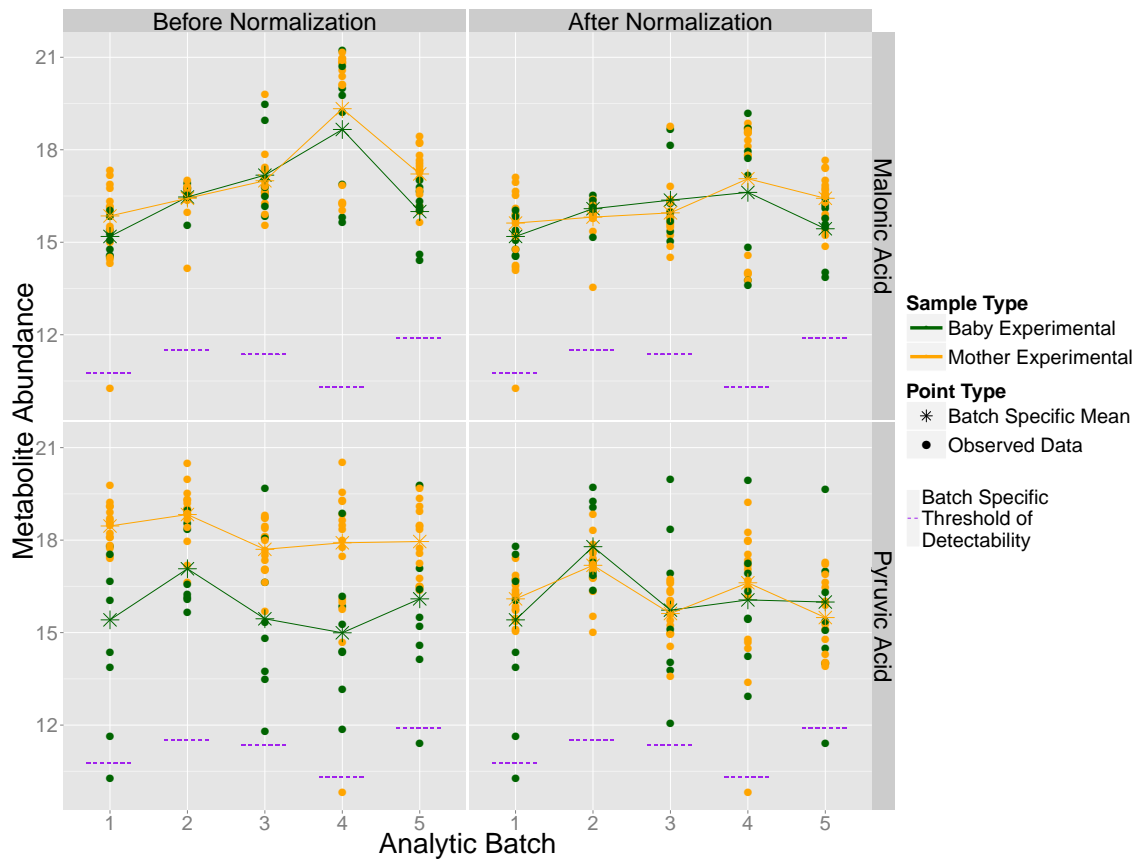 Before Normalization
After Normalization
Metabolite Abundance
21
18
15
12
Malonic Acid
21
18
15
12
Pyruvic Acid
1 2 3 4 5
1 2 3 4 5
Analytic Batch
Sample Type
Baby Experimental
Mother Experimental
Point Type
Batch Specific Mean
Observed Data
Batch Specific
Threshold of
Detectability